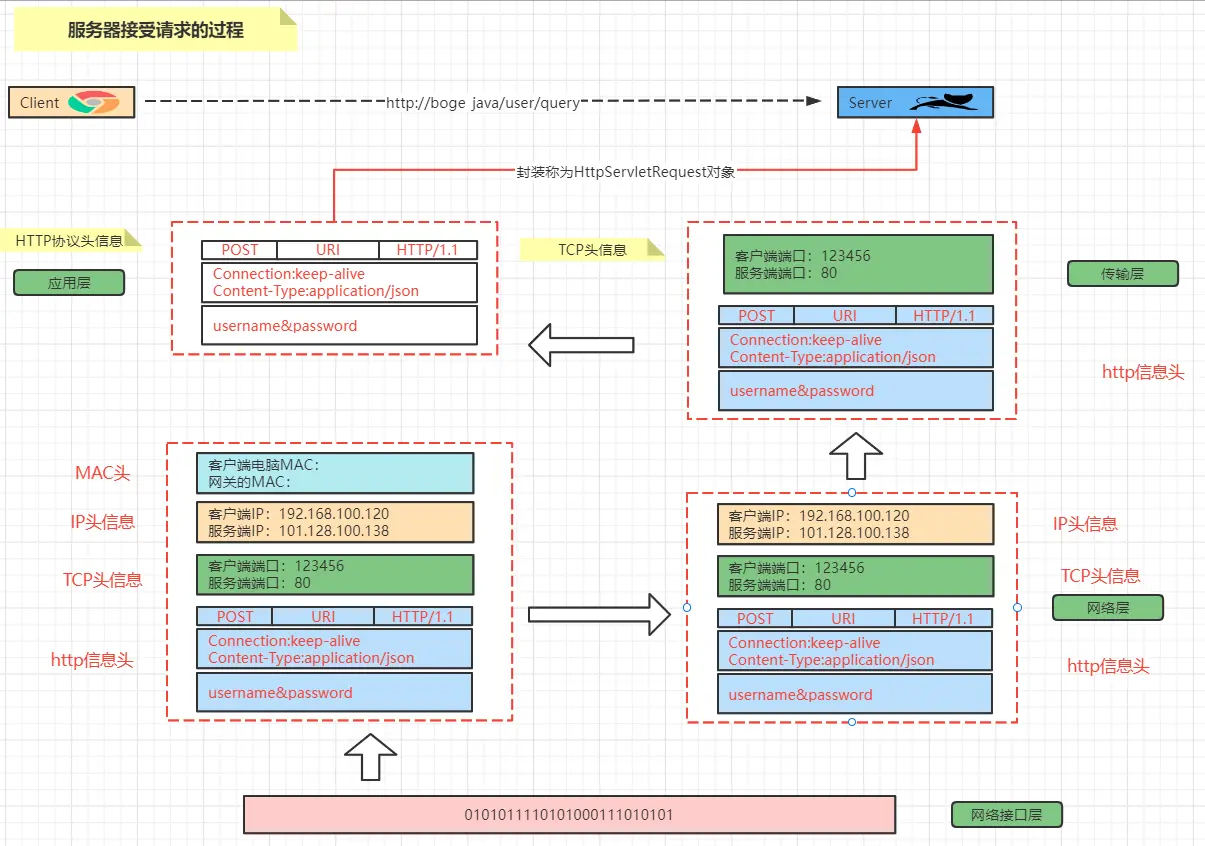 服务器接受请求的过程
Client
http://boge java/user/query
Server
封装称为HttpServletRequest对象
HTTP协议头信息
应用层
POST URI HTTP/1.1
Connection:keep-alive
Content-Type:application/json
username&password
TCP头信息
客户端端口：123456
服务端端口：80
POST URI HTTP/1.1
Connection:keep-alive
Content-Type:application/json
username&password
传输层
http信息头
MAC头
IP头信息
TCP头信息
http信息头
客户端电脑MAC：
网关的MAC：
客户端IP：192.168.100.120
服务端IP：101.128.100.138
客户端端口：123456
服务端端口：80
POST URI HTTP/1.1
Connection:keep-alive
Content-Type:application/json
username&password
客户端IP：192.168.100.120
服务端IP：101.128.100.138
客户端端口：123456
服务端端口：80
POST URI HTTP/1.1
Connection:keep-alive
Content-Type:application/json
username&password
IP头信息
TCP头信息
网络层
http信息头
0101011110101000111010101
网络接口层